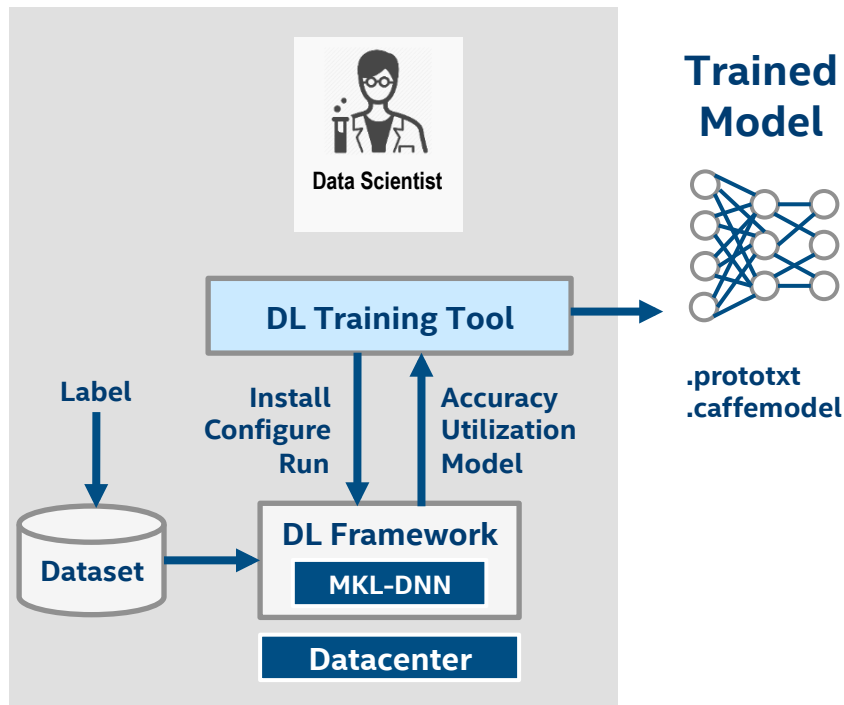 Data Scientist
Trained
Model
DL Training Tool
.prototxt
.caffemodel
Label
Install
Configure
Run
Accuracy
Utilization
Model
Dataset
DL Framework
MKL-DNN
Datacenter